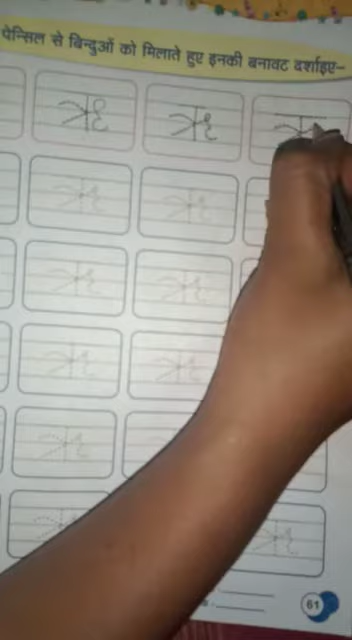 पेन्सिल से बिन्दुओं को मिलाते हुए इनकी बनावट दर्शाइए–
ऋ ऋ
ऋ ऋ
ऋ ऋ
ऋ ऋ
ऋ
ऋ ऋ
61